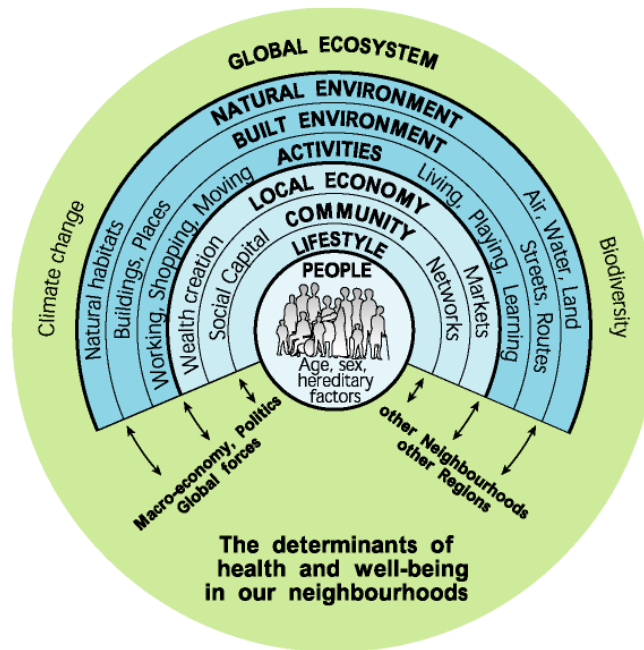 GLOBAL ECOSYSTEM
NATURAL ENVIRONMENT
BUILT ENVIRONMENT
ACTIVITIES
LOCAL ECONOMY
COMMUNITY
LIFESTYLE
PEOPLE
Age, sex,
hereditary
factors
Climate change
Natural habitats
Buildings, Places
Working, Shopping, Moving
Wealth creation
Social Capital
Networks
Markets
Living, Playing, Learning
Streets, Routes
Air, Water, Land
Biodiversity
Macro-economy, Politics
Global forces
other Neighbourhoods
other Regions
The determinants of
health and well-being
in our neighbourhoods